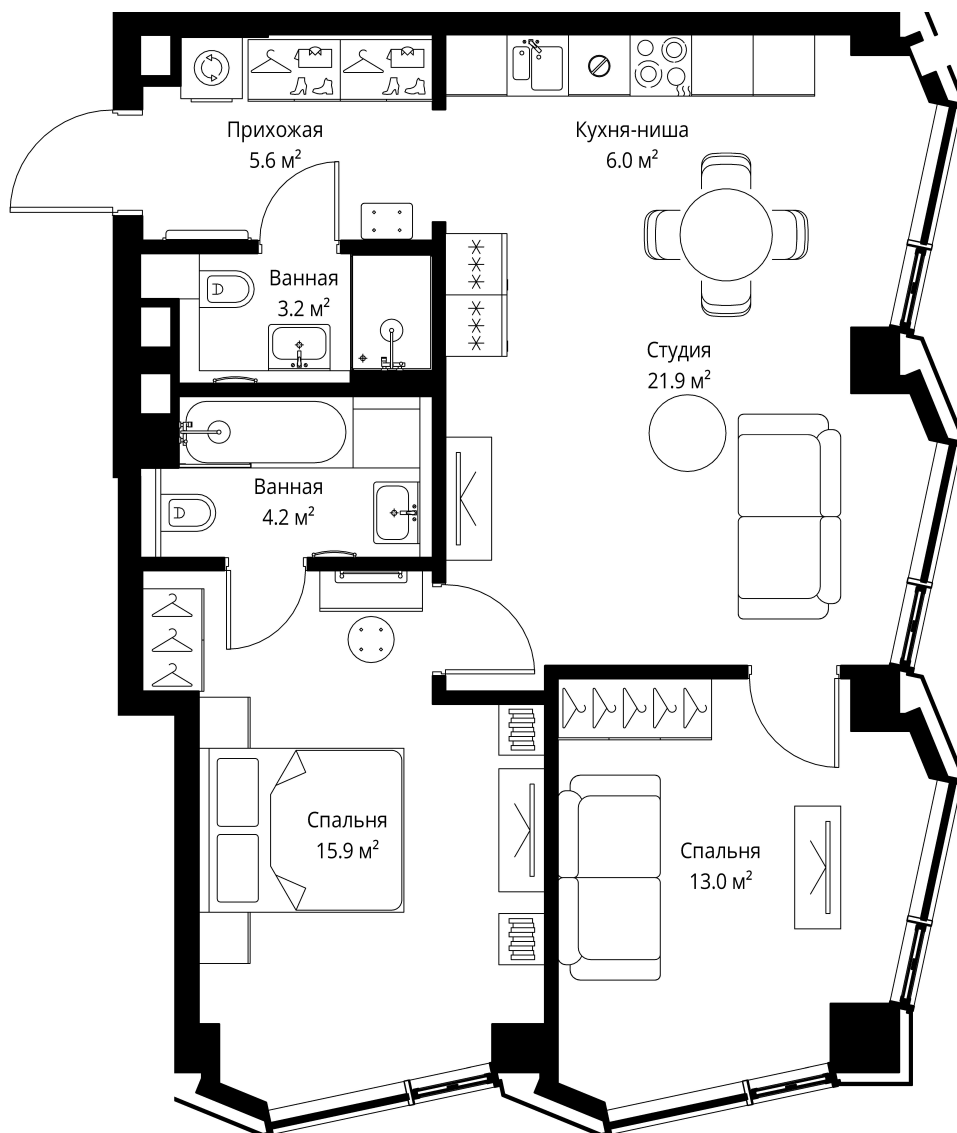 Прихожая
5.6 м²
Кухня-ниша
6.0 м²
Ванная
3.2 м²
Студия
21.9 м²
Ванная
4.2 м²
Спальня
15.9 м²
Спальня
13.0 м²